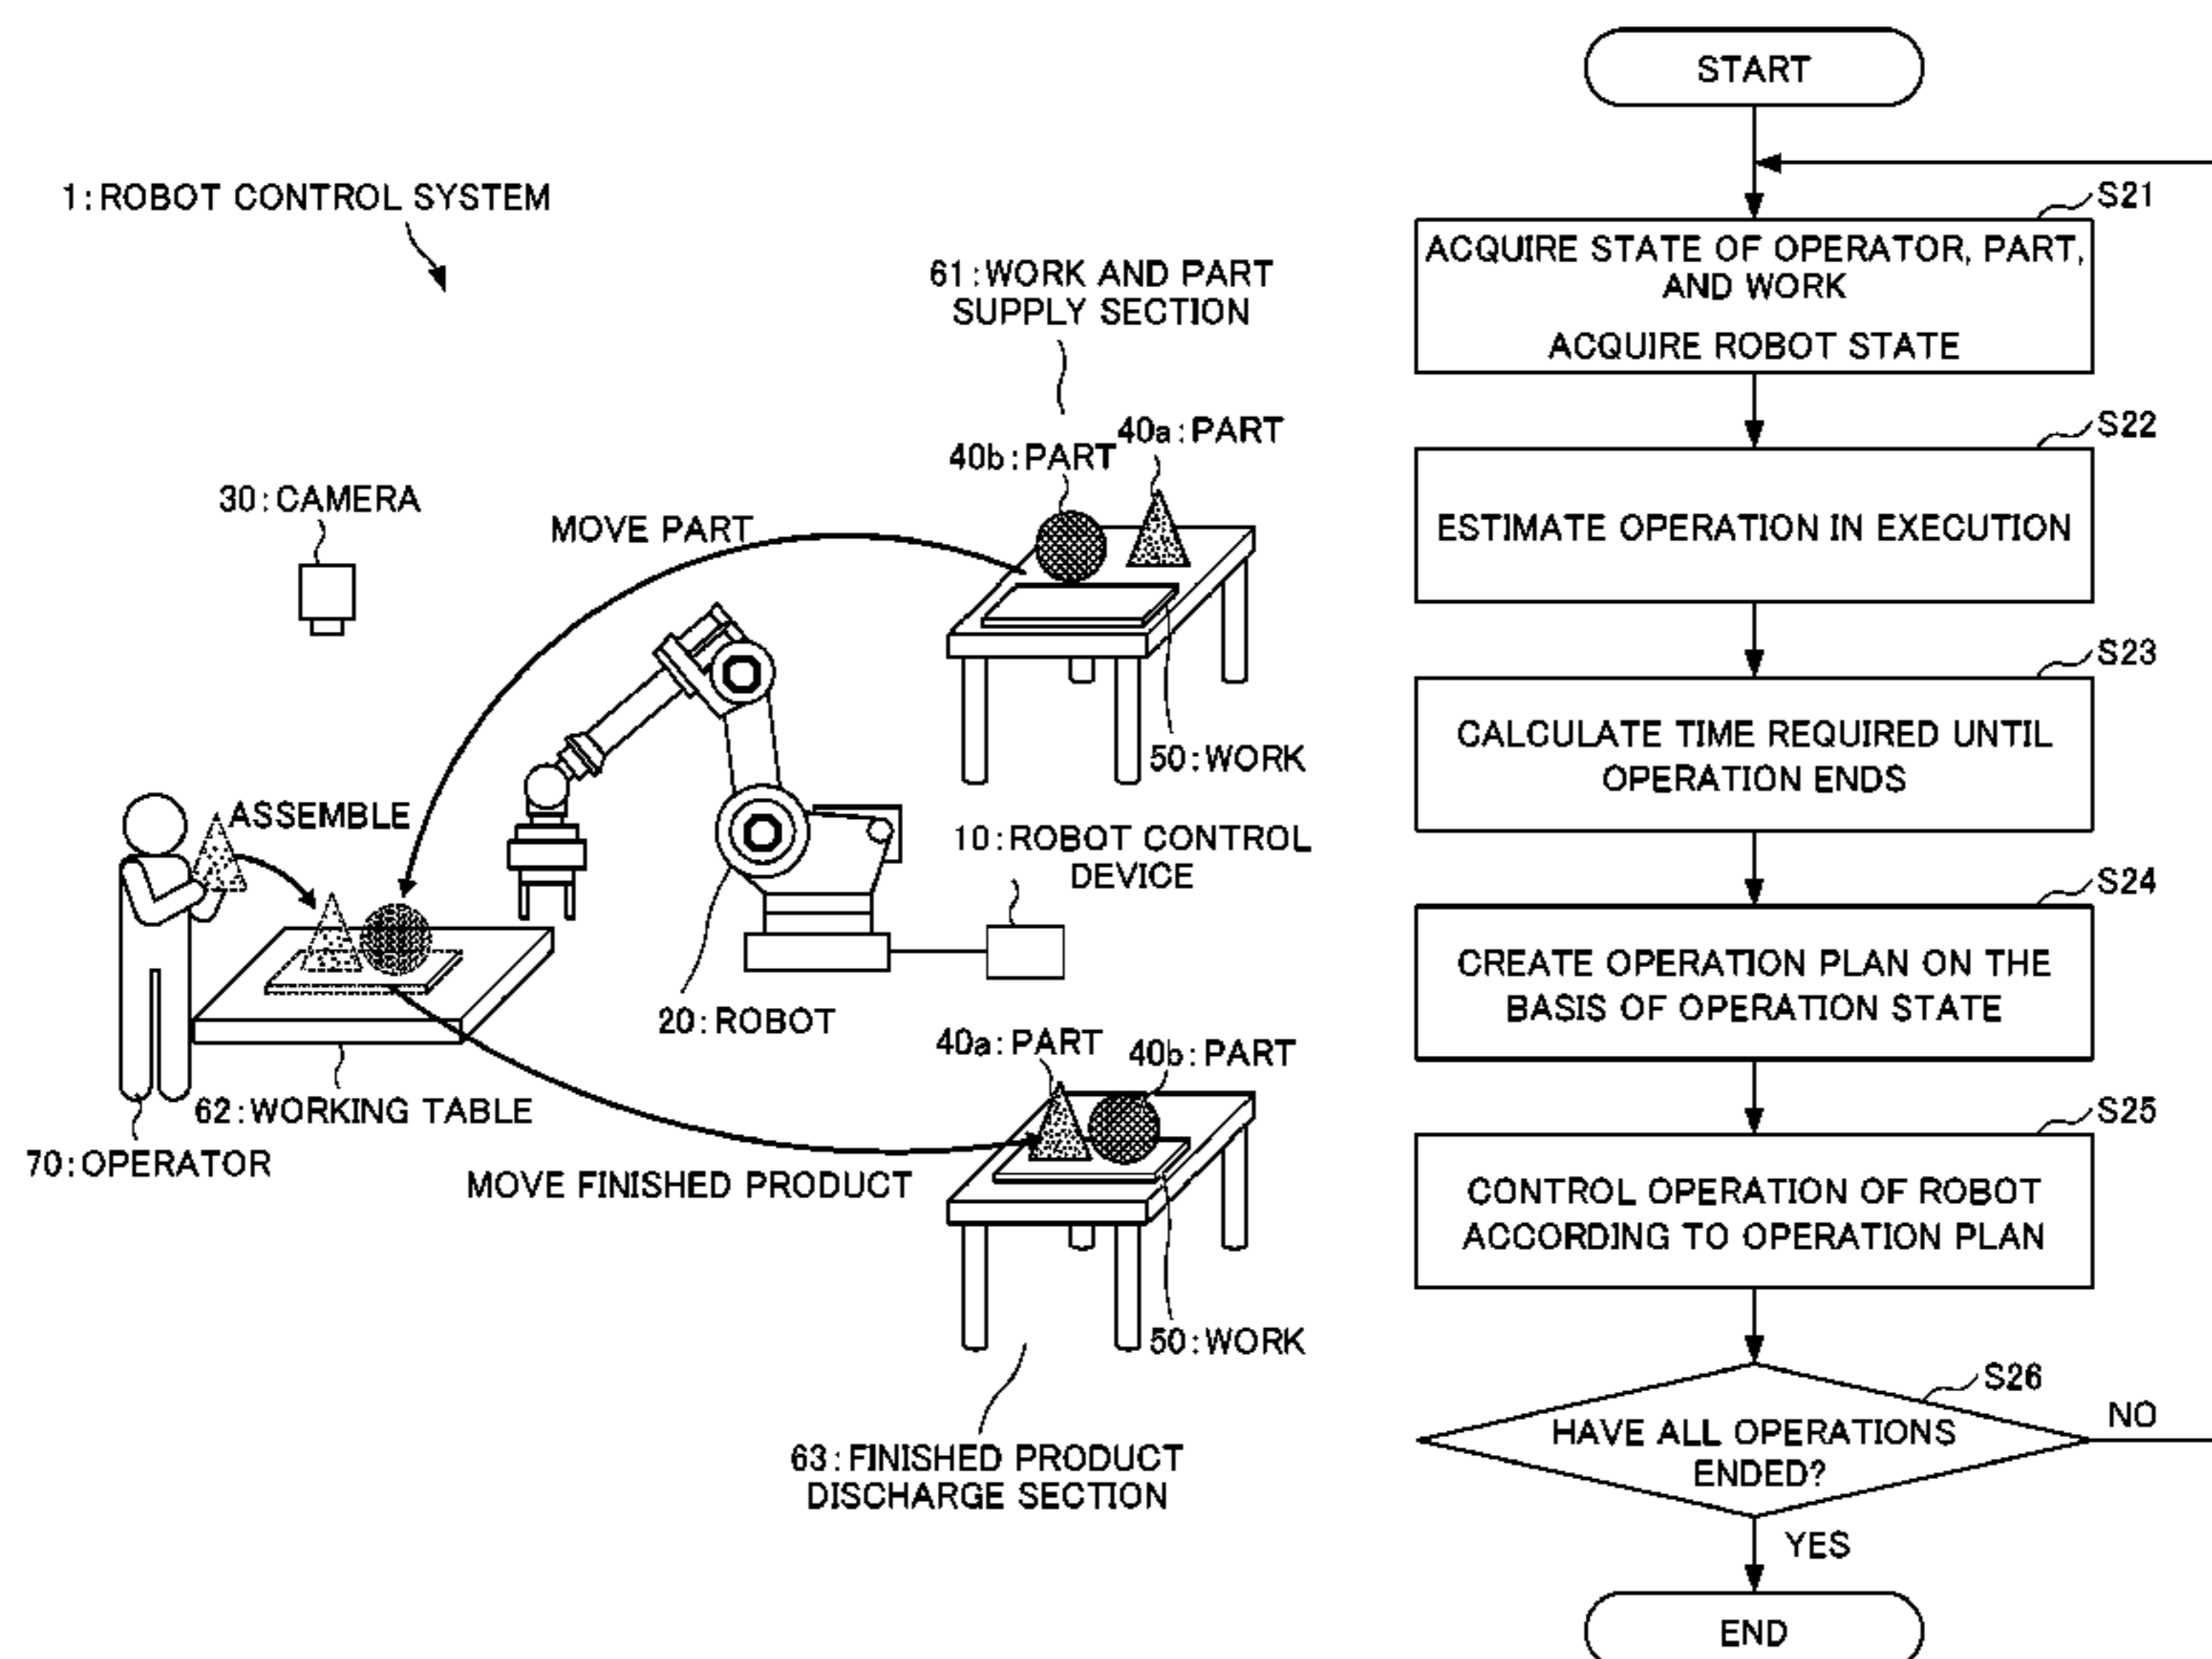 1:ROBOT CONTROL SYSTEM
61:WORK AND PART
SUPPLY SECTION
40a:PART
40b:PART
30:CAMERA
MOVE PART
50:WORK
ASSEMBLE
10:ROBOT CONTROL
DEVICE
20:ROBOT
40a:PART
40b:PART
62:WORKING TABLE
70:OPERATOR
MOVE FINISHED PRODUCT
50:WORK
63:FINISHED PRODUCT
DISCHARGE SECTION
START
S21
ACQUIRE STATE OF OPERATOR, PART,
AND WORK
ACQUIRE ROBOT STATE
S22
ESTIMATE OPERATION IN EXECUTION
S23
CALCULATE TIME REQUIRED UNTIL
OPERATION ENDS
S24
CREATE OPERATION PLAN ON THE
BASIS OF OPERATION STATE
S25
CONTROL OPERATION OF ROBOT
ACCORDING TO OPERATION PLAN
S26
HAVE ALL OPERATIONS
ENDED?
NO
YES
END